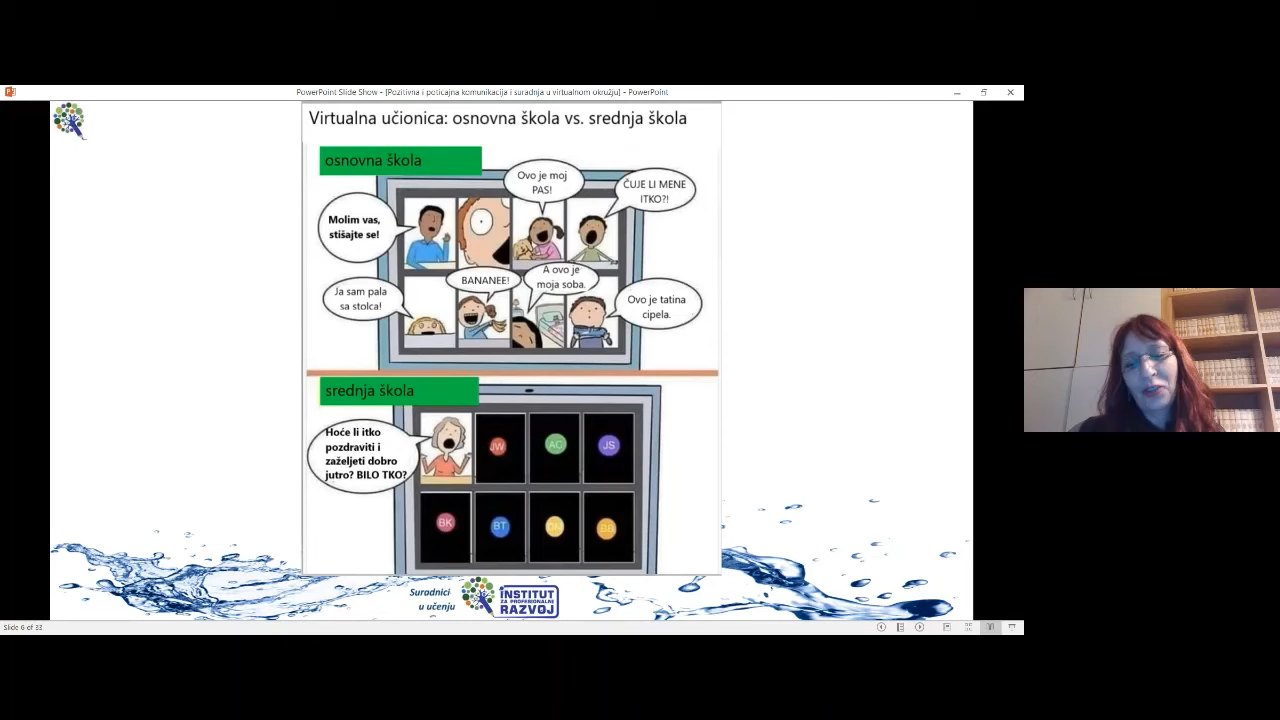 PowerPoint Slide Show - [Pozitivna i poticajna komunikacija i suradnja u virtualnom okružju] - PowerPoint
Virtualna učionica: osnovna škola vs. srednja škola
osnovna škola
Ovo je moj
PAS!
ČUJE LI MENE
ITKO?!
Molim vas,
stišajte se!
Ja sam pala
sa stolca!
BANANEE!
A ovo je
moja soba.
Ovo je tatina
cipela.
srednja škola
Hoće li itko
pozdraviti i
zaželjeti dobro
jutro? BILO TKO?
JW
AC
JS
BK
BT
BB
Suradnici
u učenju
INSTITUT
ZA PROFESIONALNI
RAZVOJ
Slide 6 of 33